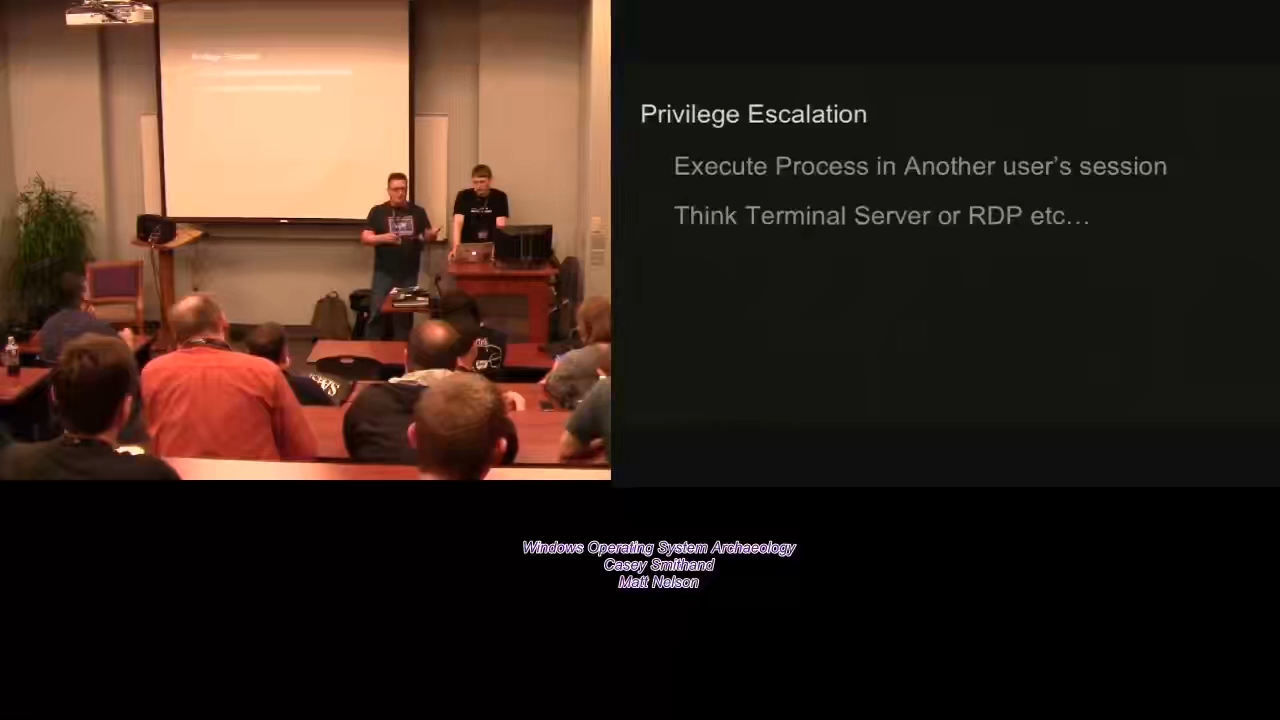 Privilege Escalation
Execute Process in Another user's session
Think Terminal Server or RDP etc…
Windows Operating System Archaeology
Casey Smithand
Matt Nelson